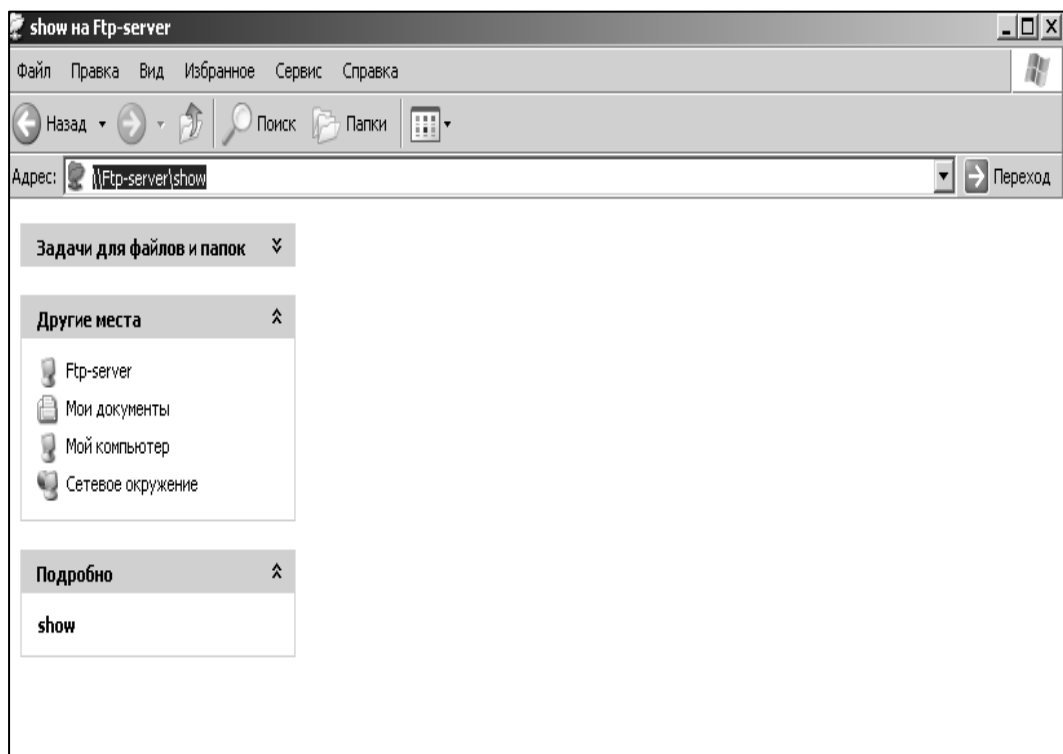 show на Ftp-server
Файл Правка Вид Избранное Сервис Справка
Назад Поиск Папки
Адрес: \\Ftp-server\show Переход
Задачи для файлов и папок
Другие места
Ftp-server
Мои документы
Мой компьютер
Сетевое окружение
Подробно
show